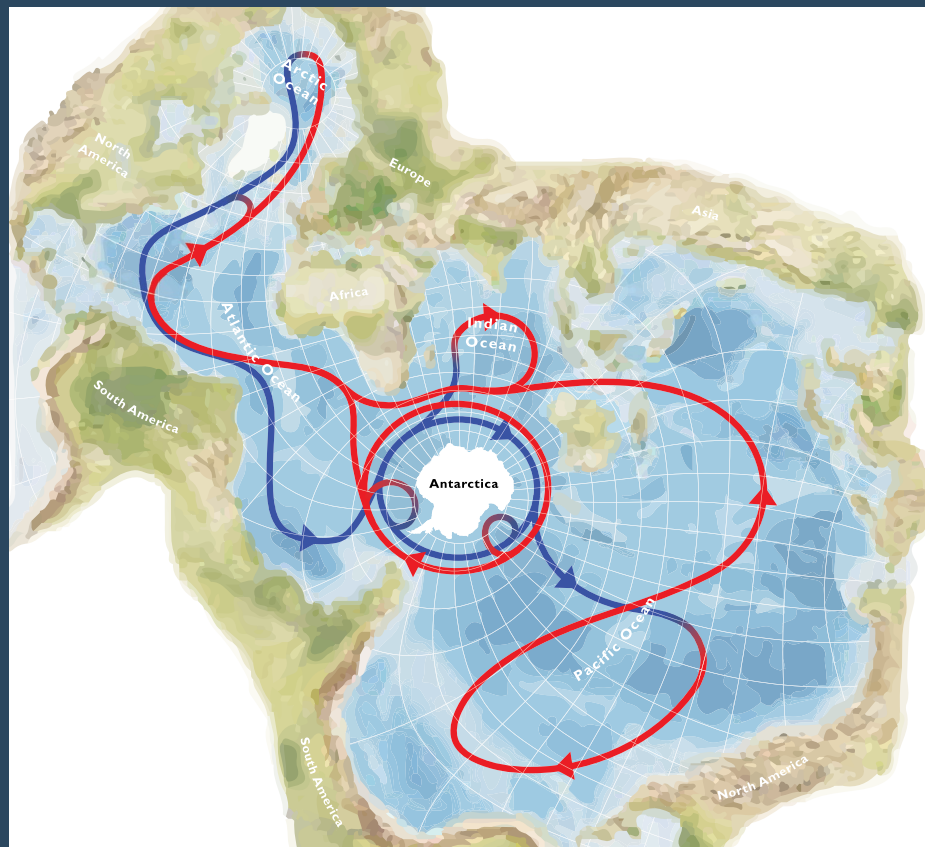 Arctic
Ocean
North
America
Europe
Asia
Africa
Indian
Ocean
Atlantic Ocean
South America
Antarctica
Pacific Ocean
South America
North America